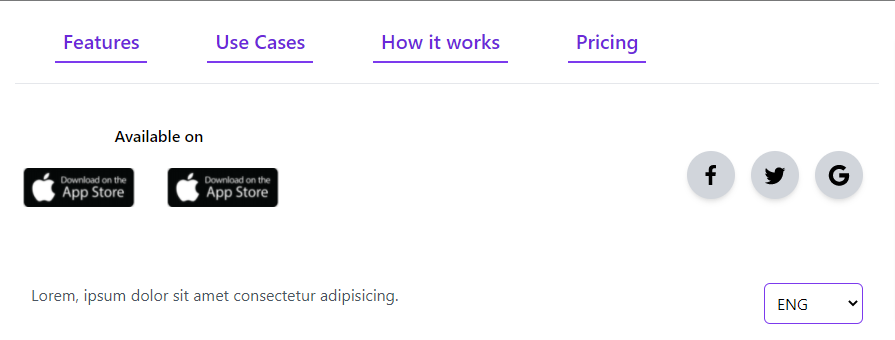 Features Use Cases How it works Pricing
Available on
Download on the Download on the
App Store App Store
Lorem, ipsum dolor sit amet consectetur adipisicing.
ENG